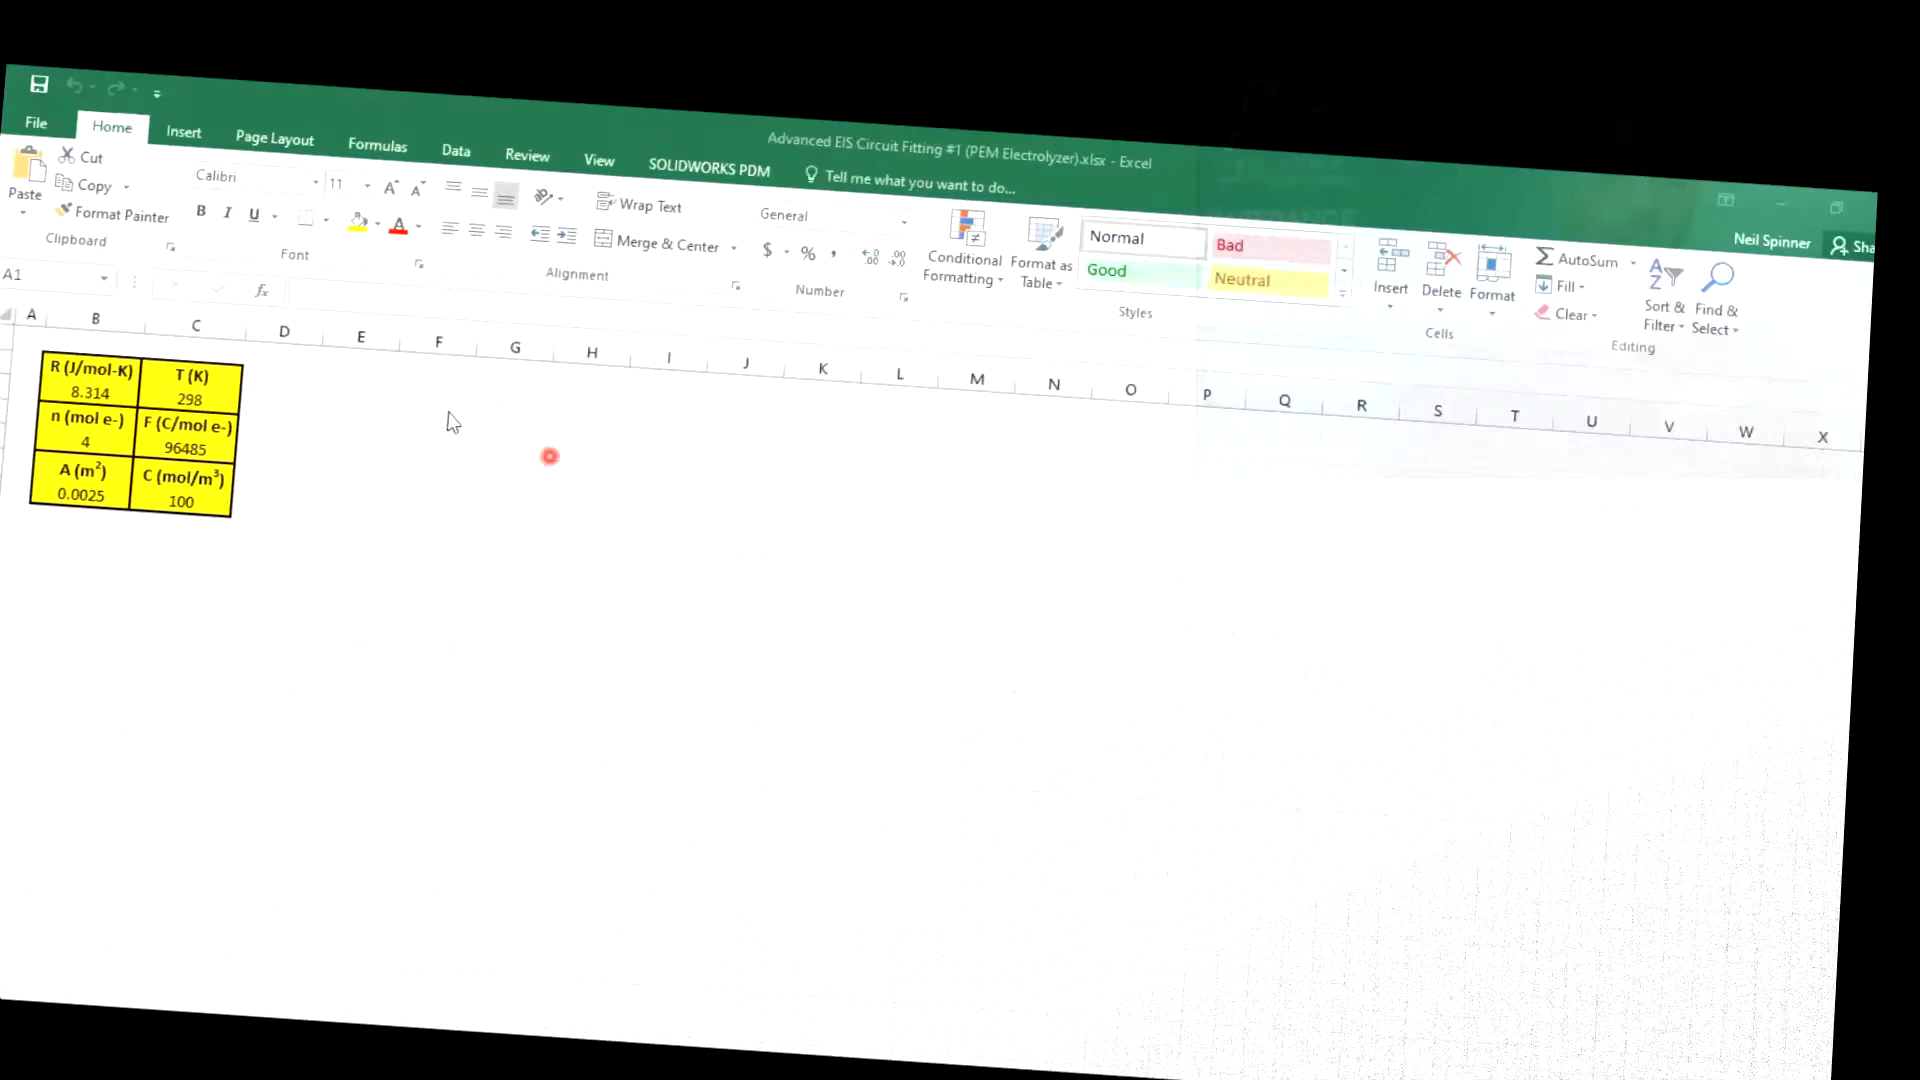 Advanced EIS Circuit Fitting #1 (PEM Electrolyzer).xlsx - Excel
File Home Insert Page Layout Formulas Data Review View SOLIDWORKS PDM Tell me what you want to do...
Neil Spinner Sha
Paste
Cut
Copy
Format Painter
Clipboard
Calibri 11
B I U A
Font
Wrap Text
Merge & Center
Alignment
General
$ % ,
Number
Conditional
Formatting
Format as
Table
Normal Bad
Good Neutral
Styles
Insert Delete Format
Cells
AutoSum
Fill
Clear
Sort &
Filter
Find &
Select
Editing
A1 fx
A B C D E F G H I J K L M N O P Q R S T U V W X
R (J/mol-K) T (K)
8.314 298
n (mol e-) F (C/mol e-)
4 96485
A (m²) C (mol/m³)
0.0025 100